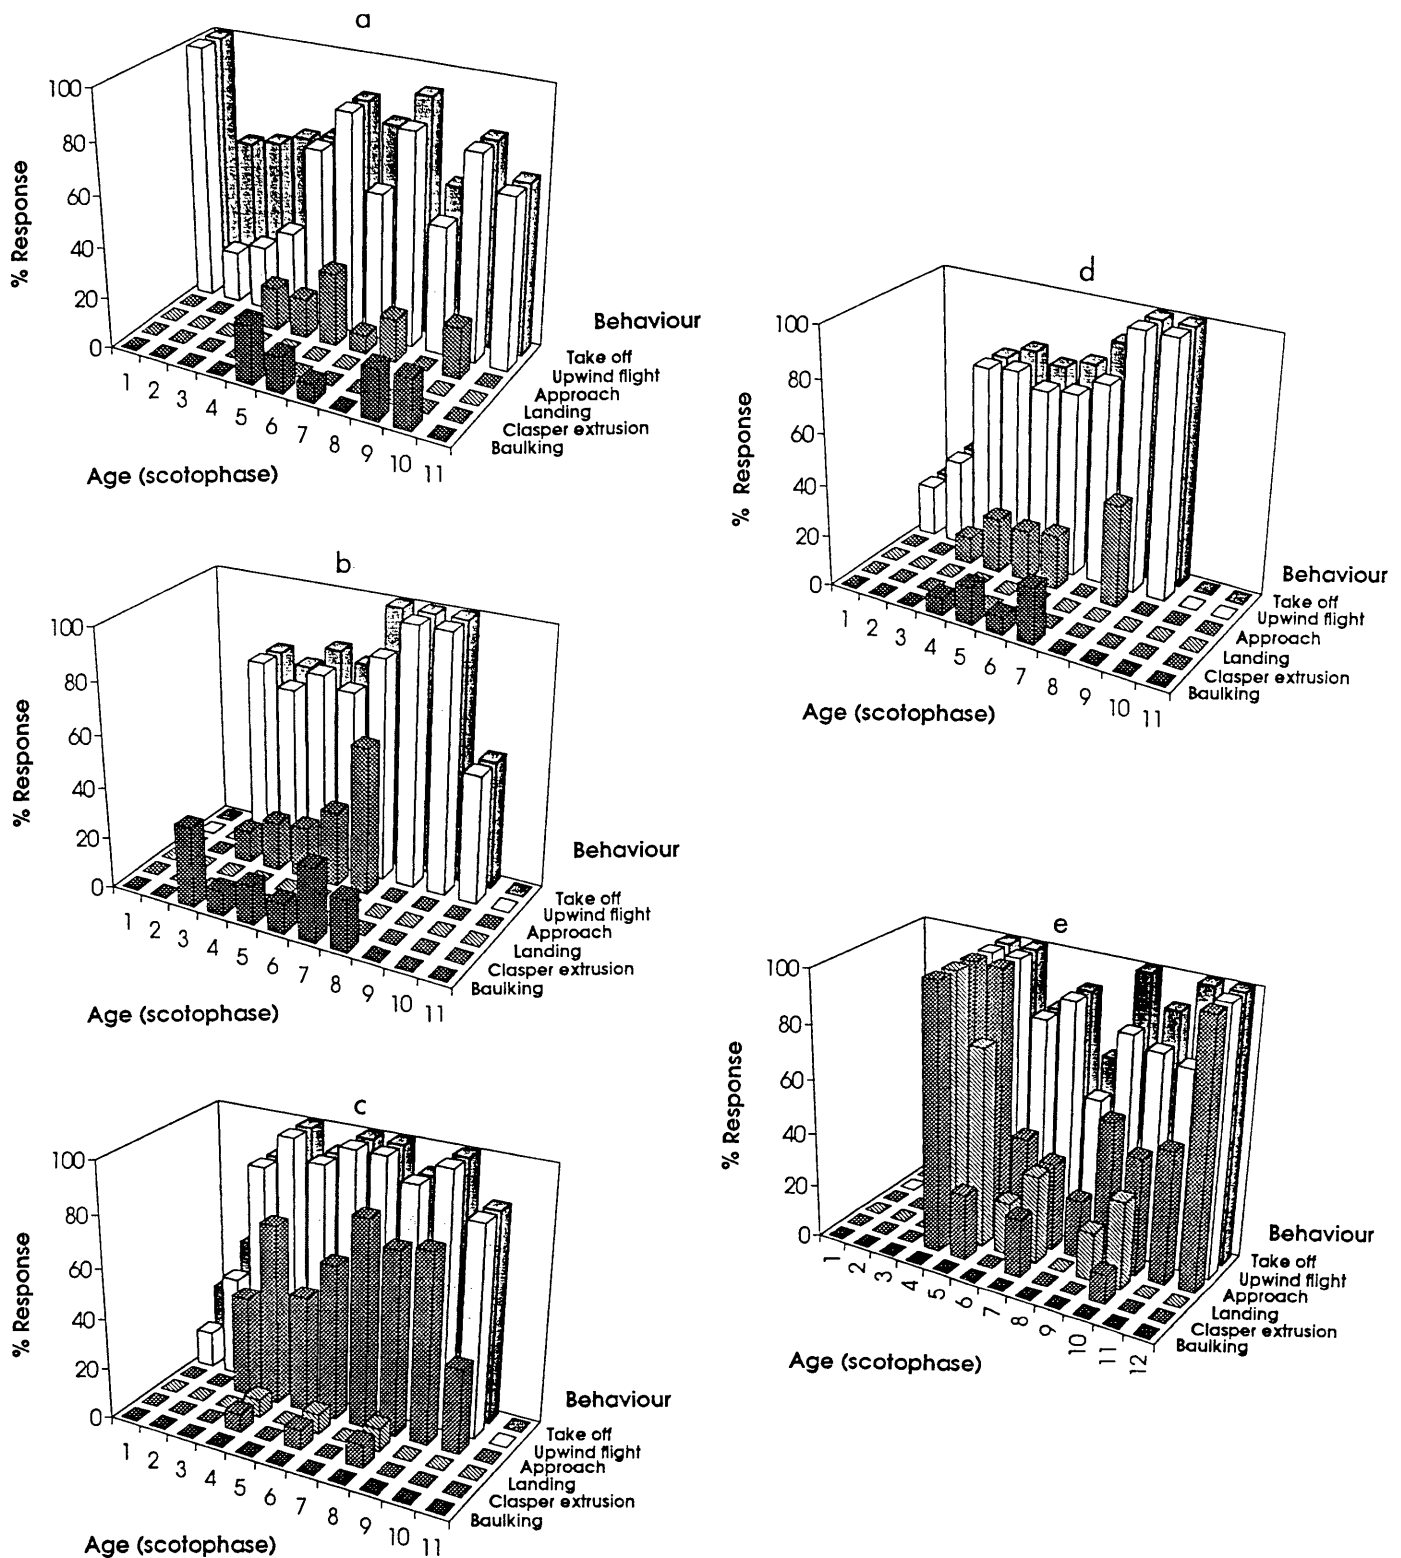 a
% Response
100
80
60
40
20
0
1 2 3 4 5 6 7 8 9 10 11
Age (scotophase)
Behaviour
Take off
Upwind flight
Approach
Landing
Clasper extrusion
Baulking
b
% Response
100
80
60
40
20
0
1 2 3 4 5 6 7 8 9 10 11
Age (scotophase)
Behaviour
Take off
Upwind flight
Approach
Landing
Clasper extrusion
Baulking
c
% Response
100
80
60
40
20
0
1 2 3 4 5 6 7 8 9 10 11
Age (scotophase)
Behaviour
Take off
Upwind flight
Approach
Landing
Clasper extrusion
Baulking
d
% Response
100
80
60
40
20
0
1 2 3 4 5 6 7 8 9 10 11
Age (scotophase)
Behaviour
Take off
Upwind flight
Approach
Landing
Clasper extrusion
Baulking
e
% Response
100
80
60
40
20
0
1 2 3 4 5 6 7 8 9 10 11 12
Age (scotophase)
Behaviour
Take off
Upwind flight
Approach
Landing
Clasper extrusion
Baulking